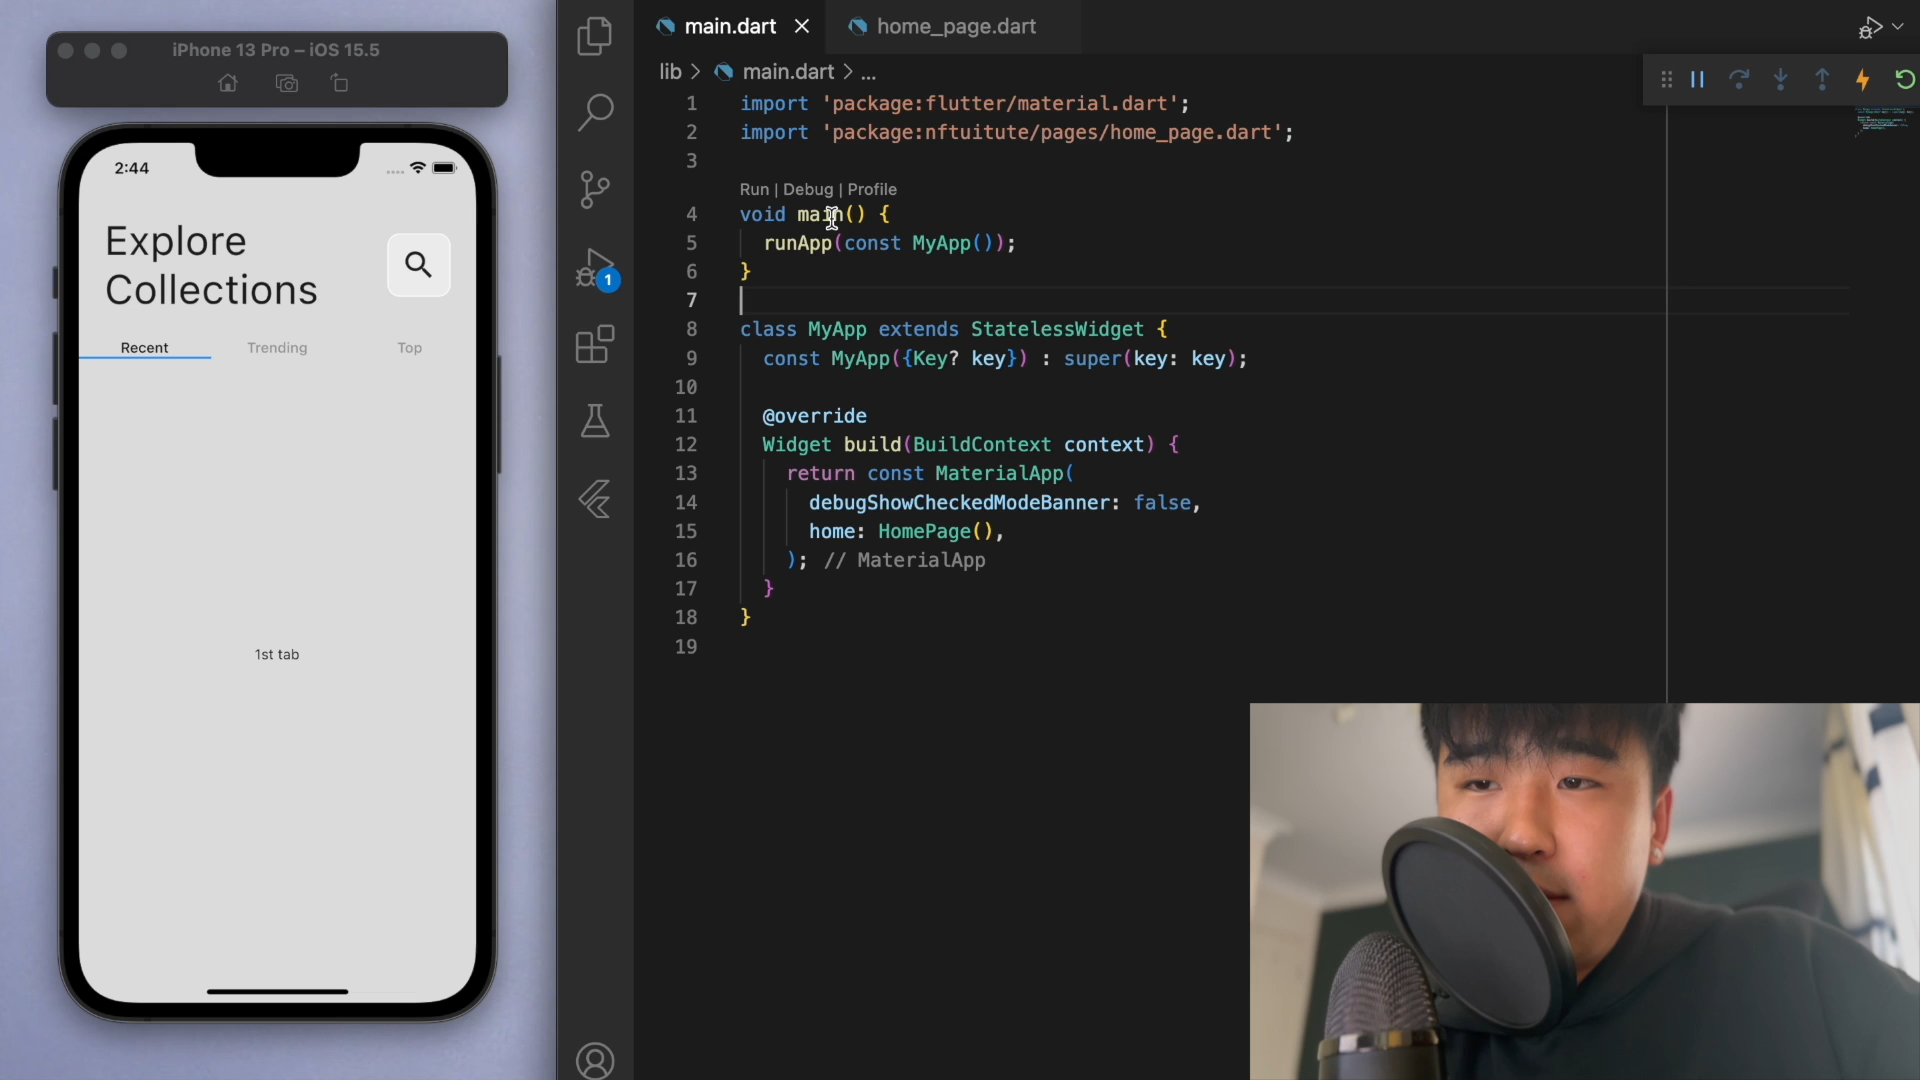 iPhone 13 Pro – iOS 15.5
2:44
Explore
Collections
Recent Trending Top
1st tab
main.dart home_page.dart
lib > main.dart > ...
1 import 'package:flutter/material.dart';
2 import 'package:nftuitute/pages/home_page.dart';
3
Run | Debug | Profile
4 void main() {
5 runApp(const MyApp());
6 }
7
8 class MyApp extends StatelessWidget {
9 const MyApp({Key? key}) : super(key: key);
10
11 @override
12 Widget build(BuildContext context) {
13 return const MaterialApp(
14 debugShowCheckedModeBanner: false,
15 home: HomePage(),
16 ); // MaterialApp
17 }
18 }
19
1